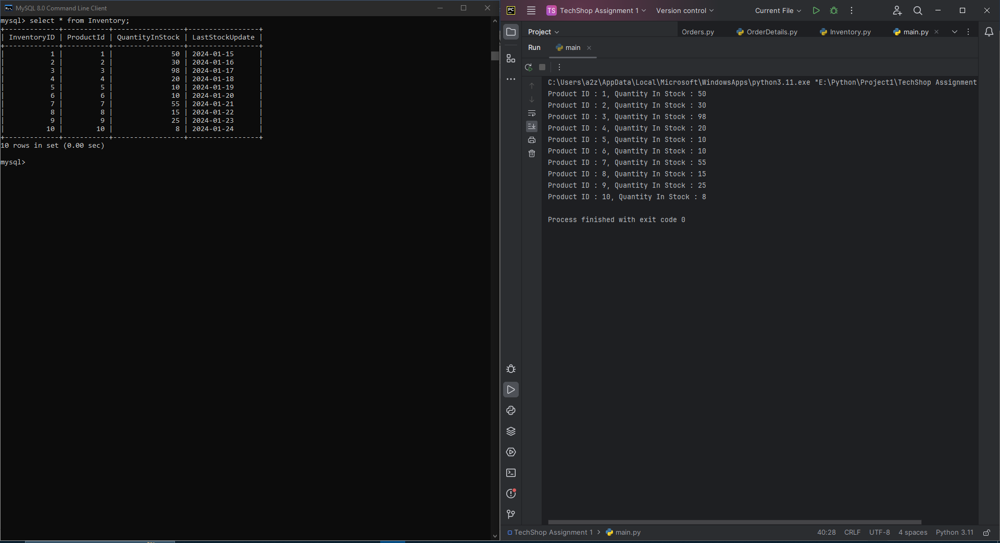 MySQL 8.0 Command Line Client
mysql> select * from Inventory;
+-------------+-----------+-----------------+-----------------+
| InventoryID | ProductId | QuantityInStock | LastStockUpdate |
+-------------+-----------+-----------------+-----------------+
|           1 |         1 |              50 | 2024-01-15      |
|           2 |         2 |              30 | 2024-01-16      |
|           3 |         3 |              98 | 2024-01-17      |
|           4 |         4 |              20 | 2024-01-18      |
|           5 |         5 |              10 | 2024-01-19      |
|           6 |         6 |              10 | 2024-01-20      |
|           7 |         7 |              55 | 2024-01-21      |
|           8 |         8 |              15 | 2024-01-22      |
|           9 |         9 |              25 | 2024-01-23      |
|          10 |        10 |               8 | 2024-01-24      |
+-------------+-----------+-----------------+-----------------+
10 rows in set (0.00 sec)
mysql>
PC TS TechShop Assignment 1 Version control Current File
Project Orders.py OrderDetails.py Inventory.py main.py
Run main
C:\Users\a2z\AppData\Local\Microsoft\WindowsApps\python3.11.exe "E:\Python\Project1\TechShop Assignment
Product ID : 1, Quantity In Stock : 50
Product ID : 2, Quantity In Stock : 30
Product ID : 3, Quantity In Stock : 98
Product ID : 4, Quantity In Stock : 20
Product ID : 5, Quantity In Stock : 10
Product ID : 6, Quantity In Stock : 10
Product ID : 7, Quantity In Stock : 55
Product ID : 8, Quantity In Stock : 15
Product ID : 9, Quantity In Stock : 25
Product ID : 10, Quantity In Stock : 8
Process finished with exit code 0
TechShop Assignment 1 > main.py 40:28 CRLF UTF-8 4 spaces Python 3.11